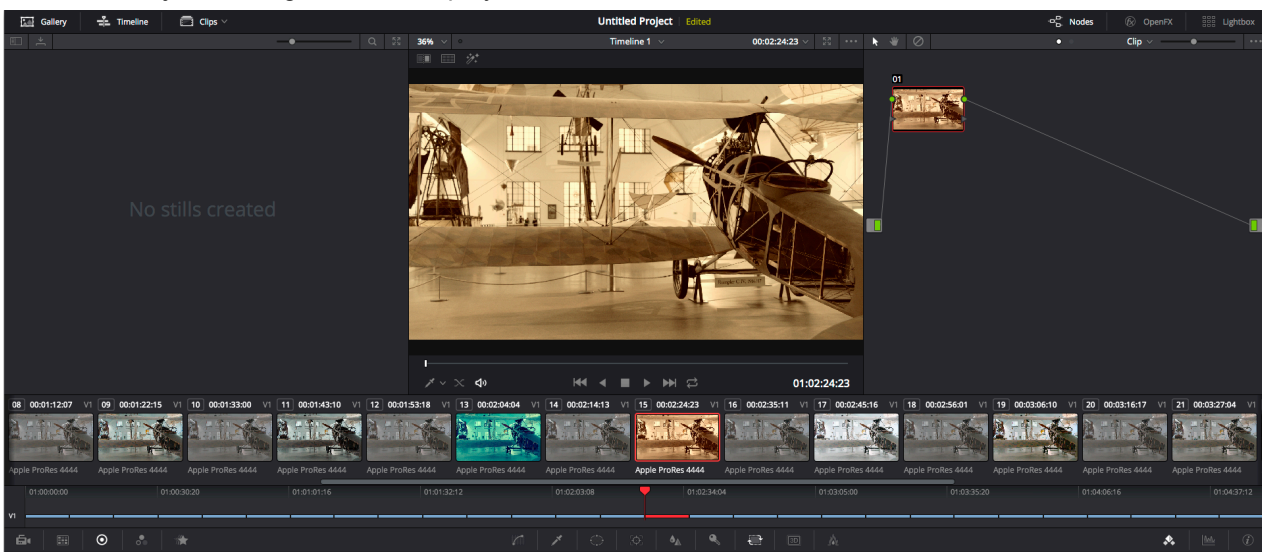 Gallery Timeline Clips Untitled Project Edited Nodes OpenFX Lightbox
36% Timeline 1 00:02:24:23 Clip
01
No stills created
01:02:24:23
08 00:01:12:07 V1 09 00:01:22:15 V1 10 00:01:33:00 V1 11 00:01:43:10 V1 12 00:01:53:18 V1 13 00:02:04:04 V1 14 00:02:14:13 V1 15 00:02:24:23 V1 16 00:02:35:11 V1 17 00:02:45:16 V1 18 00:02:56:01 V1 19 00:03:06:10 V1 20 00:03:16:17 V1 21 00:03:27:04 V1
Apple ProRes 4444 Apple ProRes 4444 Apple ProRes 4444 Apple ProRes 4444 Apple ProRes 4444 Apple ProRes 4444 Apple ProRes 4444 Apple ProRes 4444 Apple ProRes 4444 Apple ProRes 4444 Apple ProRes 4444 Apple ProRes 4444 Apple ProRes 4444 Apple ProRes 4444
01:00:00:00 01:00:30:20 01:01:01:16 01:01:32:12 01:02:03:08 01:02:34:04 01:03:05:00 01:03:35:20 01:04:06:16 01:04:37:12
V1
3D